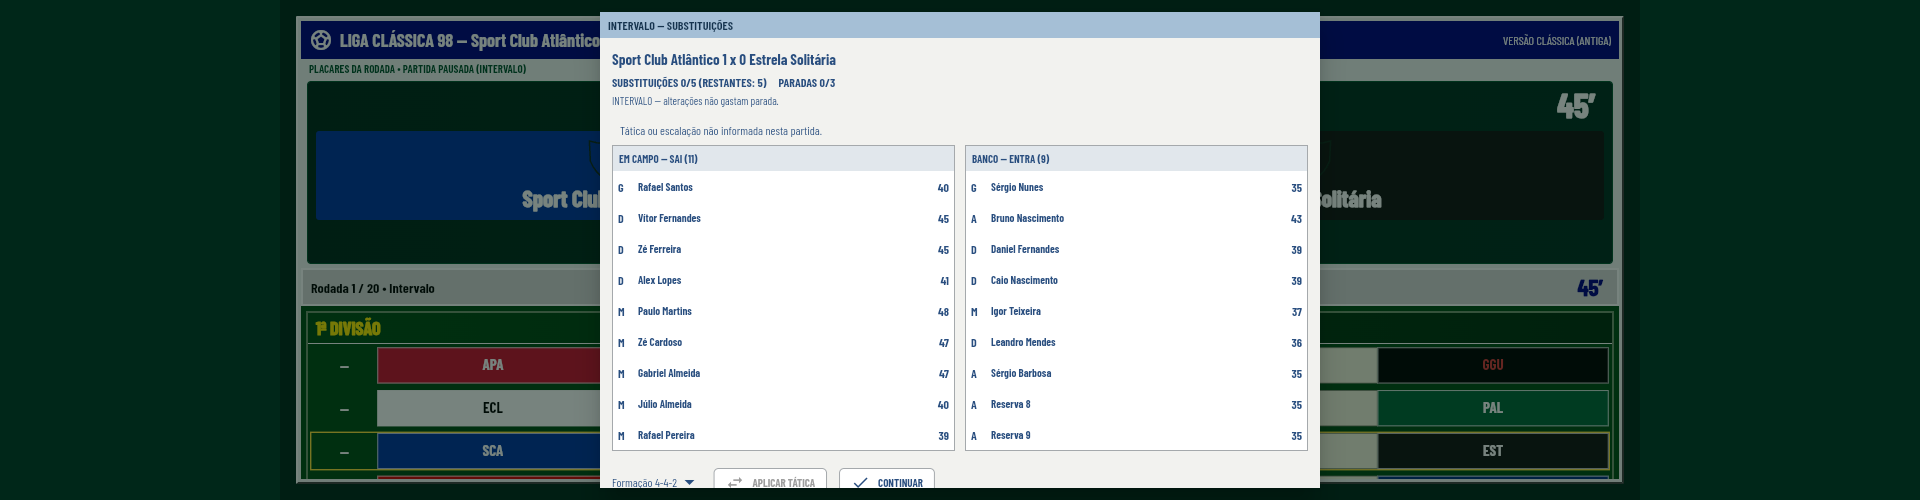 INTERVALO — SUBSTITUIÇÕES
LIGA CLÁSSICA 98 — Sport Club Atlântico
VERSÃO CLÁSSICA (ANTIGA)
PLACARES DA RODADA • PARTIDA PAUSADA (INTERVALO)
Sport Club Atlântico 1 x 0 Estrela Solitária
SUBSTITUIÇÕES 0/5 (RESTANTES: 5) PARADAS 0/3
INTERVALO — alterações não gastam parada.
45'
Tática ou escalação não informada nesta partida.
EM CAMPO — SAI (11)
G Rafael Santos 40
D Vítor Fernandes 45
D Zé Ferreira 45
D Alex Lopes 41
M Paulo Martins 48
M Zé Cardoso 47
M Gabriel Almeida 47
M Júlio Almeida 40
M Rafael Pereira 39
BANCO — ENTRA (9)
G Sérgio Nunes 35
A Bruno Nascimento 43
D Daniel Fernandes 39
D Caio Nascimento 39
M Igor Teixeira 37
D Leandro Mendes 36
A Sérgio Barbosa 35
A Reserva 8 35
A Reserva 9 35
Formação 4-4-2
APLICAR TÁTICA
CONTINUAR
Sport Clu
Solitária
Rodada 1 / 20 • Intervalo
45'
1ª DIVISÃO
— APA
GGU
— ECL
PAL
— SCA
EST